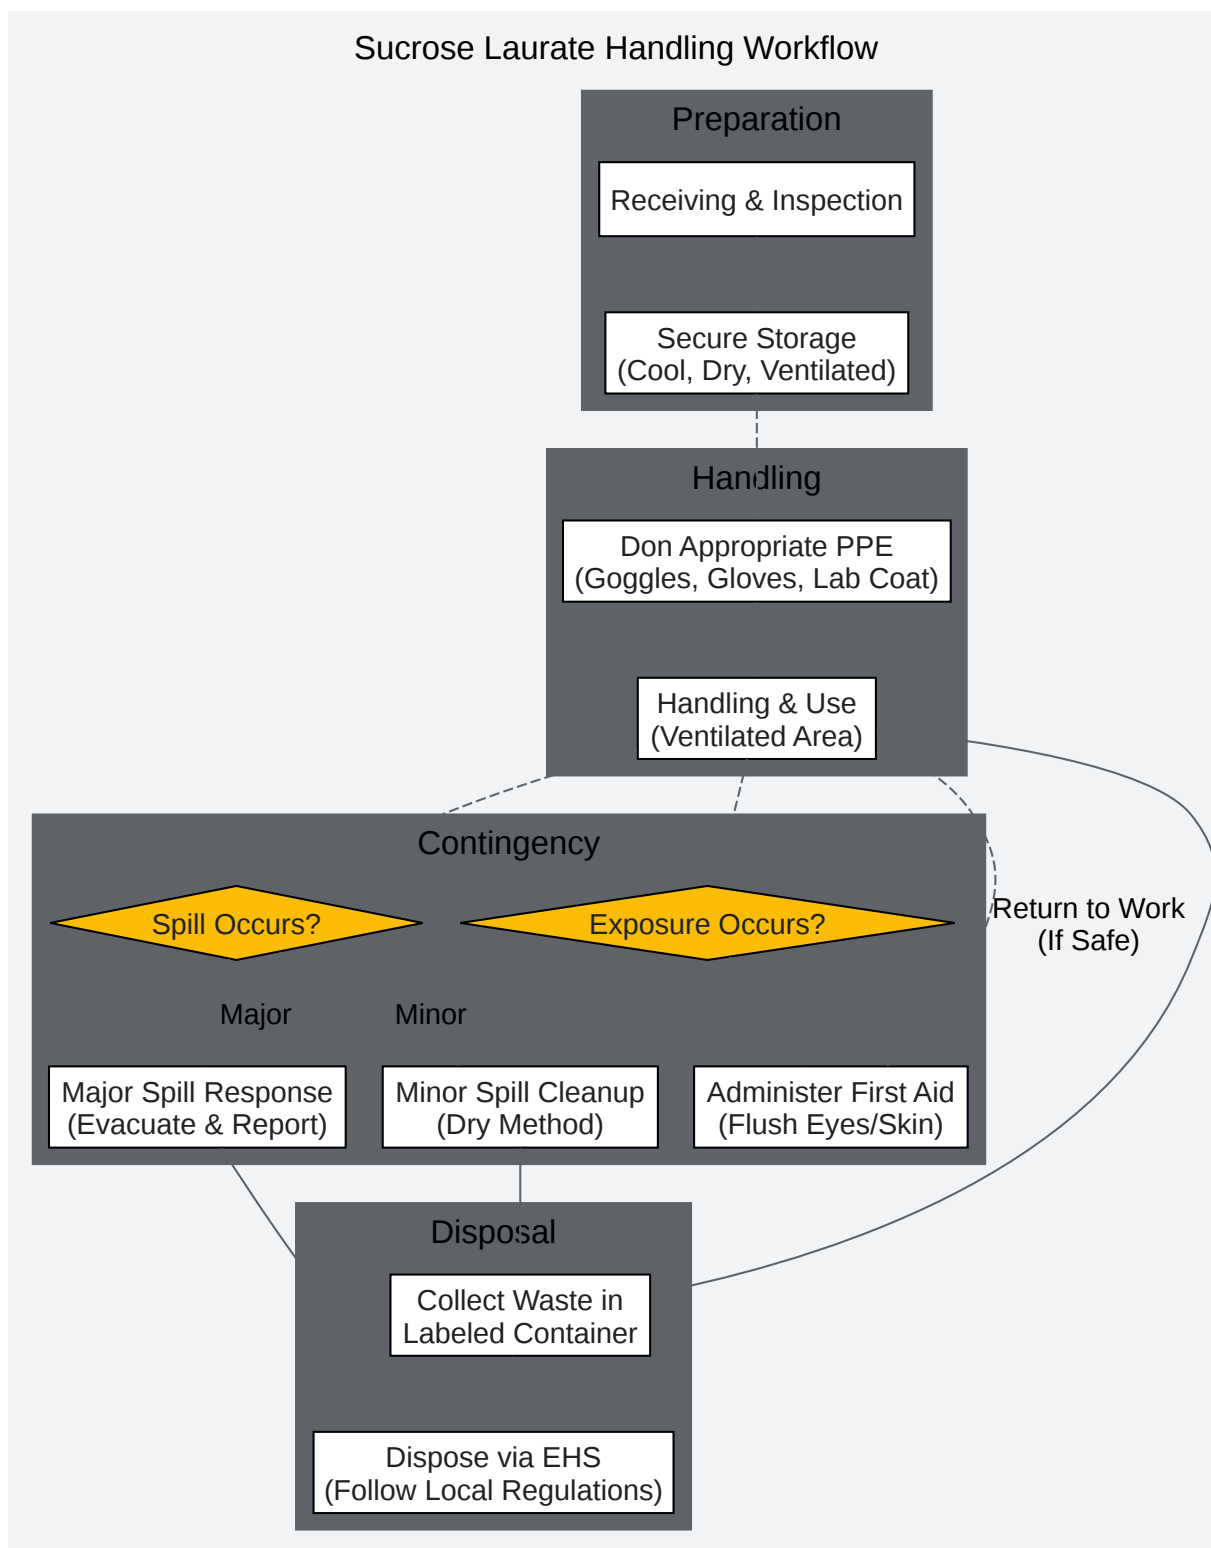 Sucrose Laurate Handling Workflow
Preparation
Receiving & Inspection
Secure Storage
(Cool, Dry, Ventilated)
Handling
Don Appropriate PPE
(Goggles, Gloves, Lab Coat)
Handling & Use
(Ventilated Area)
Contingency
Spill Occurs?
Exposure Occurs?
Return to Work
(If Safe)
Major
Minor
Major Spill Response
(Evacuate & Report)
Minor Spill Cleanup
(Dry Method)
Administer First Aid
(Flush Eyes/Skin)
Disposal
Collect Waste in
Labeled Container
Dispose via EHS
(Follow Local Regulations)